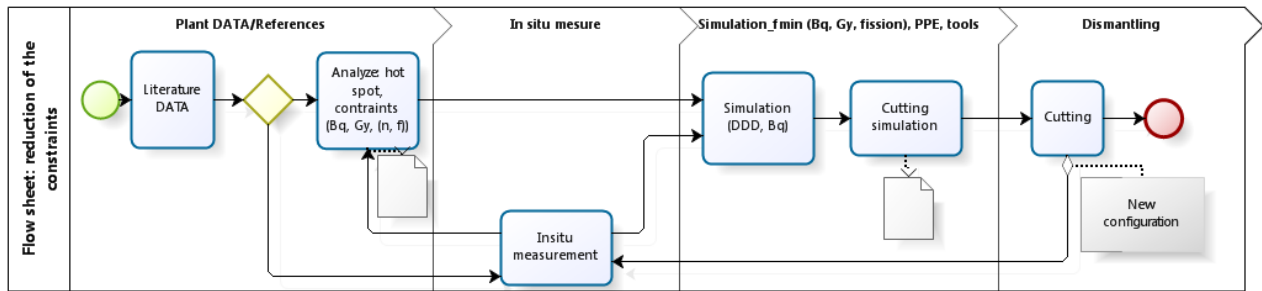 Flow sheet: reduction of the
constraints
Plant DATA/References
In situ mesure
Simulation_fmin (Bq, Gy, fission), PPE, tools
Dismantling
Literature
DATA
Analyze: hot
spot,
contraints
(Bq, Gy, (n, f))
Insitu
measurement
Simulation
(DDD, Bq)
Cutting
simulation
Cutting
New
configuration